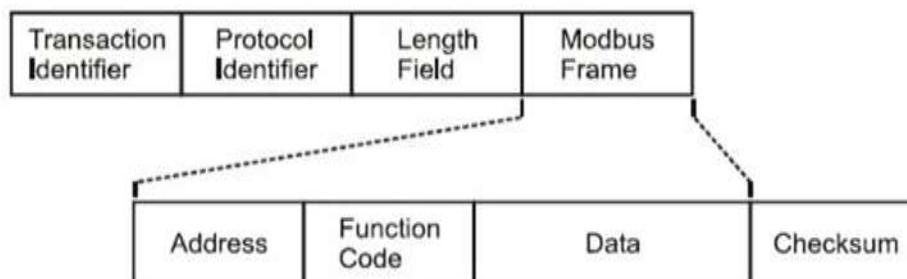 Transaction
Identifier
Protocol
Identifier
Length
Field
Modbus
Frame
Address
Function
Code
Data
Checksum